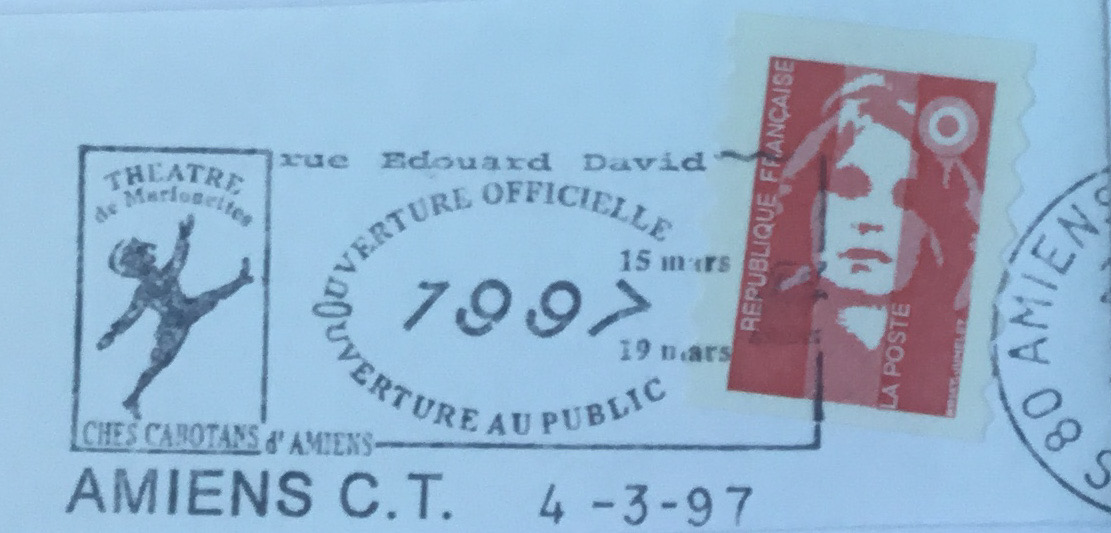 THEATRE
de Marionettes
rue Edouard David
OUVERTURE OFFICIELLE
15 mars
1997
19 mars
OUVERTURE AU PUBLIC
CHES CABOTANS d'AMIENS
AMIENS C.T. 4-3-97
REPUBLIQUE FRANÇAISE
LA POSTE
80 AMIENS